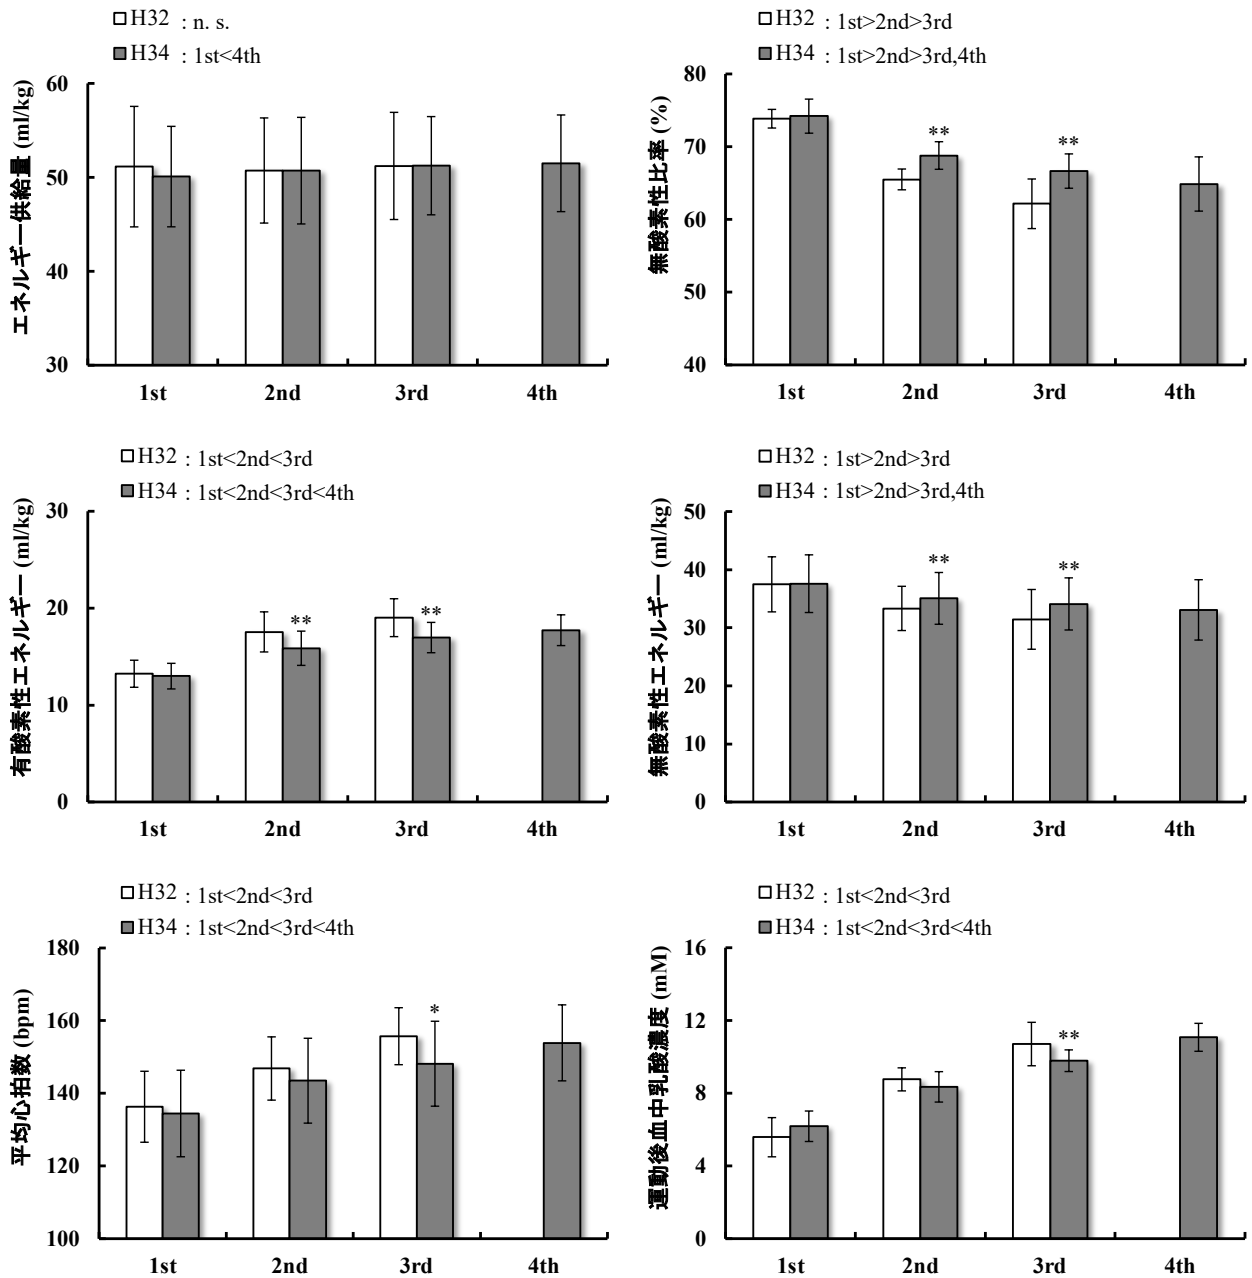 □H32 : n. s.
■H34 : 1st<4th
エネルギー供給量 (ml/kg)
60
50
40
30
1st 2nd 3rd 4th
□H32 : 1st>2nd>3rd
■H34 : 1st>2nd>3rd,4th
無酸素性比率 (%)
80
70
60
50
40
** **
1st 2nd 3rd 4th
□H32 : 1st<2nd<3rd
■H34 : 1st<2nd<3rd<4th
有酸素性エネルギー (ml/kg)
30
20
10
0
** **
1st 2nd 3rd 4th
□H32 : 1st>2nd>3rd
■H34 : 1st>2nd>3rd,4th
無酸素性エネルギー (ml/kg)
50
40
30
20
10
0
** **
1st 2nd 3rd 4th
□H32 : 1st<2nd<3rd
■H34 : 1st<2nd<3rd<4th
平均心拍数 (bpm)
180
160
140
120
100
*
1st 2nd 3rd 4th
□H32 : 1st<2nd<3rd
■H34 : 1st<2nd<3rd<4th
運動後血中乳酸濃度 (mM)
16
12
8
4
0
**
1st 2nd 3rd 4th